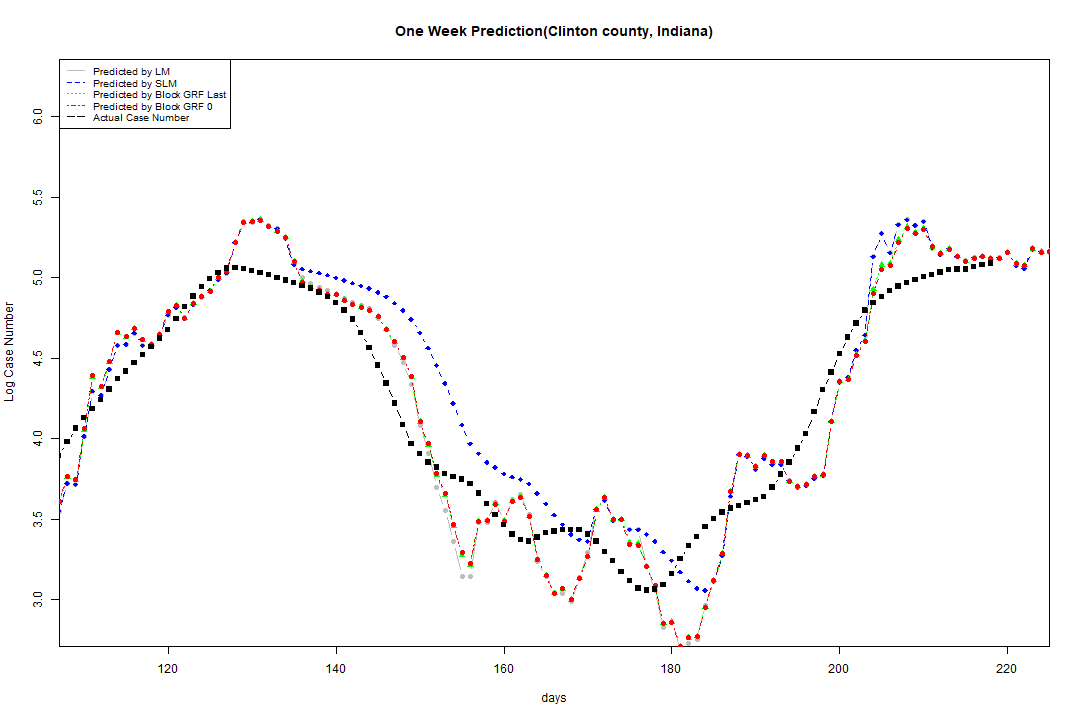 One Week Prediction(Clinton county, Indiana)
Predicted by LM
Predicted by SLM
Predicted by Block GRF Last
Predicted by Block GRF 0
Actual Case Number
Log Case Number
6.0
5.5
5.0
4.5
4.0
3.5
3.0
120 140 160 180 200 220
days